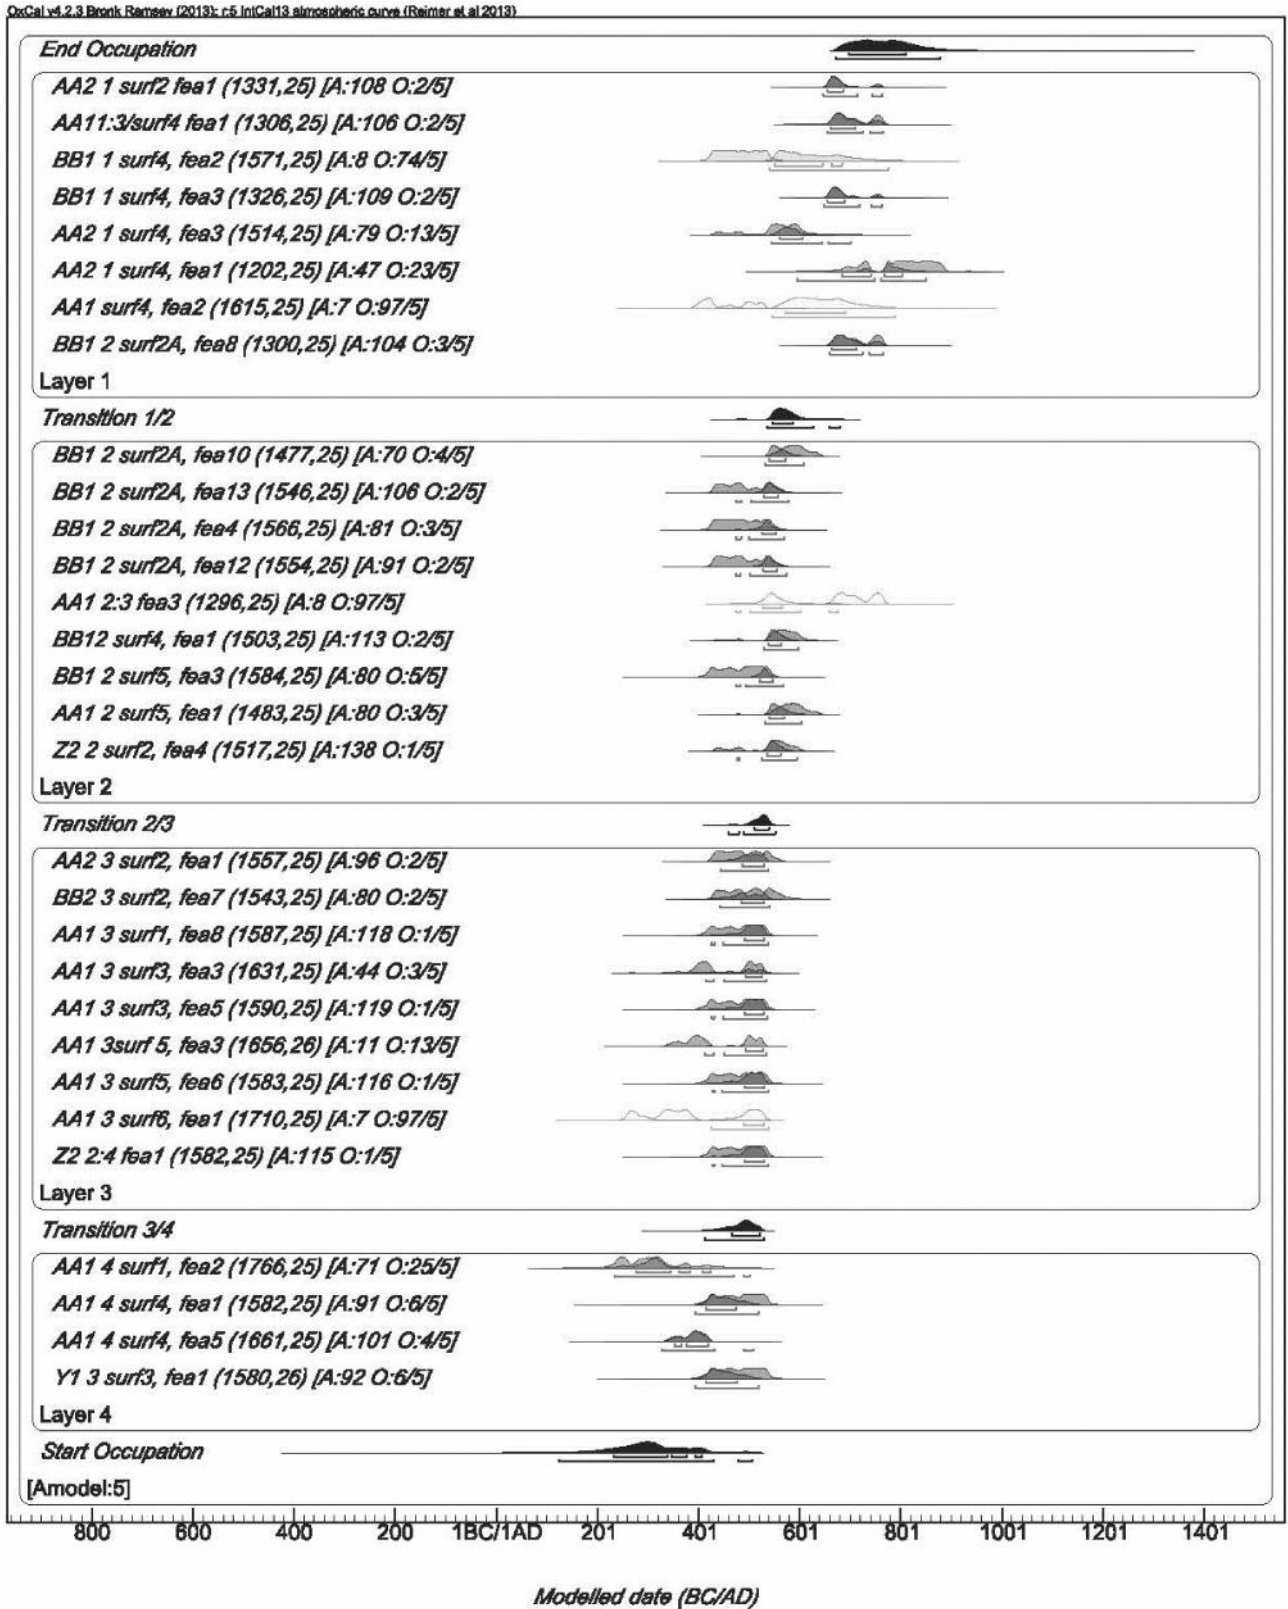 OxCal v4.2.3 Bronk Ramsey (2013); r:5 IntCal13 atmospheric curve (Reimer et al 2013)
End Occupation
AA2 1 surf2 fea1 (1331,25) [A:108 O:2/5]
AA11:3/surf4 fea1 (1306,25) [A:106 O:2/5]
BB1 1 surf4, fea2 (1571,25) [A:8 O:74/5]
BB1 1 surf4, fea3 (1326,25) [A:109 O:2/5]
AA2 1 surf4, fea3 (1514,25) [A:79 O:13/5]
AA2 1 surf4, fea1 (1202,25) [A:47 O:23/5]
AA1 surf4, fea2 (1615,25) [A:7 O:97/5]
BB1 2 surf2A, fea8 (1300,25) [A:104 O:3/5]
Layer 1
Transition 1/2
BB1 2 surf2A, fea10 (1477,25) [A:70 O:4/5]
BB1 2 surf2A, fea13 (1546,25) [A:106 O:2/5]
BB1 2 surf2A, fea4 (1566,25) [A:81 O:3/5]
BB1 2 surf2A, fea12 (1554,25) [A:91 O:2/5]
AA1 2:3 fea3 (1296,25) [A:8 O:97/5]
BB12 surf4, fea1 (1503,25) [A:113 O:2/5]
BB1 2 surf5, fea3 (1584,25) [A:80 O:5/5]
AA1 2 surf5, fea1 (1483,25) [A:80 O:3/5]
Z2 2 surf2, fea4 (1517,25) [A:138 O:1/5]
Layer 2
Transition 2/3
AA2 3 surf2, fea1 (1557,25) [A:96 O:2/5]
BB2 3 surf2, fea7 (1543,25) [A:80 O:2/5]
AA1 3 surf1, fea8 (1587,25) [A:118 O:1/5]
AA1 3 surf3, fea3 (1631,25) [A:44 O:3/5]
AA1 3 surf3, fea5 (1590,25) [A:119 O:1/5]
AA1 3surf 5, fea3 (1656,26) [A:11 O:13/5]
AA1 3 surf5, fea6 (1583,25) [A:116 O:1/5]
AA1 3 surf6, fea1 (1710,25) [A:7 O:97/5]
Z2 2:4 fea1 (1582,25) [A:115 O:1/5]
Layer 3
Transition 3/4
AA1 4 surf1, fea2 (1766,25) [A:71 O:25/5]
AA1 4 surf4, fea1 (1582,25) [A:91 O:6/5]
AA1 4 surf4, fea5 (1661,25) [A:101 O:4/5]
Y1 3 surf3, fea1 (1580,26) [A:92 O:6/5]
Layer 4
Start Occupation
[Amodel:5]
800 600 400 200 1BC/1AD 201 401 601 801 1001 1201 1401
Modelled date (BC/AD)